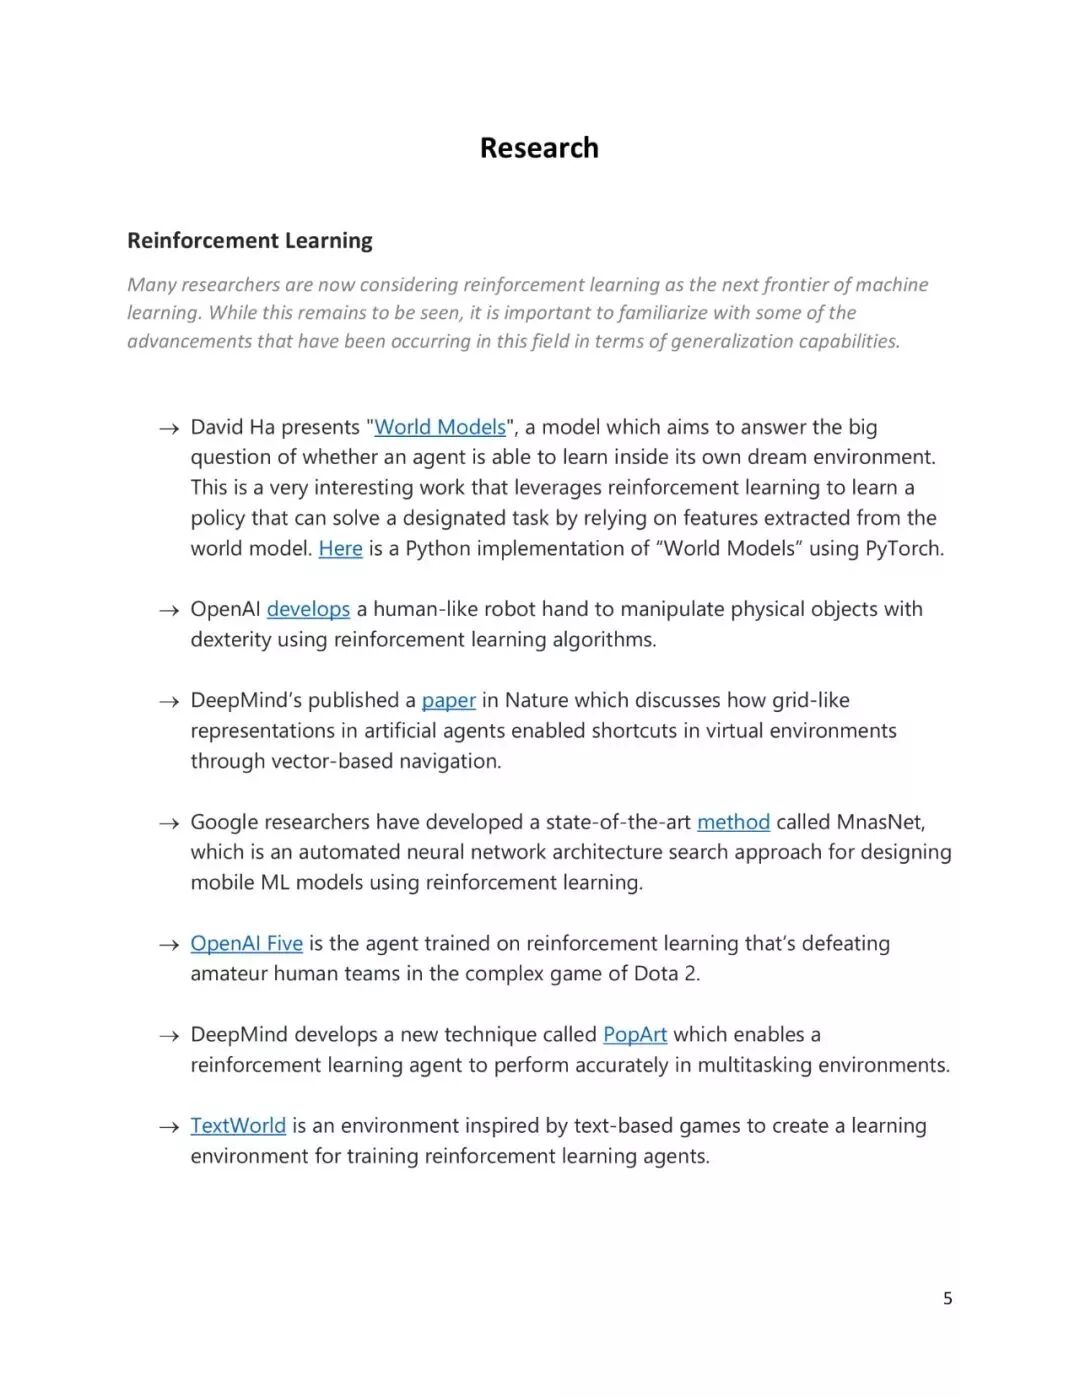 Research
Reinforcement Learning
Many researchers are now considering reinforcement learning as the next frontier of machine
learning. While this remains to be seen, it is important to familiarize with some of the
advancements that have been occurring in this field in terms of generalization capabilities.
→ David Ha presents "World Models", a model which aims to answer the big
question of whether an agent is able to learn inside its own dream environment.
This is a very interesting work that leverages reinforcement learning to learn a
policy that can solve a designated task by relying on features extracted from the
world model. Here is a Python implementation of “World Models” using PyTorch.
→ OpenAI develops a human-like robot hand to manipulate physical objects with
dexterity using reinforcement learning algorithms.
→ DeepMind’s published a paper in Nature which discusses how grid-like
representations in artificial agents enabled shortcuts in virtual environments
through vector-based navigation.
→ Google researchers have developed a state-of-the-art method called MnasNet,
which is an automated neural network architecture search approach for designing
mobile ML models using reinforcement learning.
→ OpenAI Five is the agent trained on reinforcement learning that’s defeating
amateur human teams in the complex game of Dota 2.
→ DeepMind develops a new technique called PopArt which enables a
reinforcement learning agent to perform accurately in multitasking environments.
→ TextWorld is an environment inspired by text-based games to create a learning
environment for training reinforcement learning agents.
5